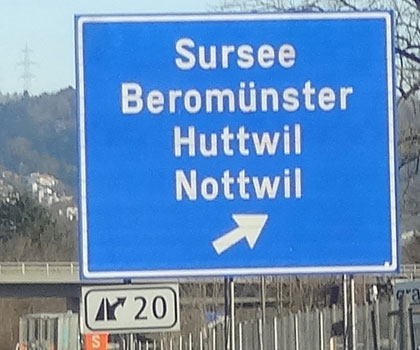 Sursee
Beromünster
Huttwil
Nottwil
20
S